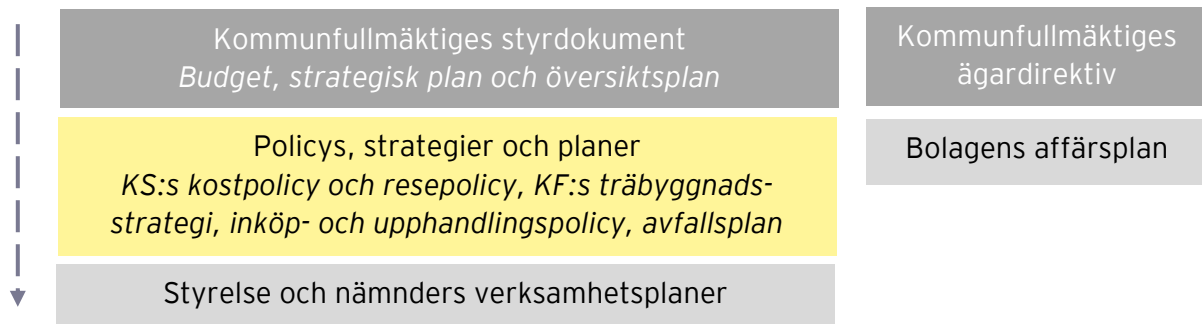 Kommunfullmäktiges styrdokument
Budget, strategisk plan och översiktsplan
Policys, strategier och planer
KS:s kostpolicy och resepolicy, KF:s träbyggnads-
strategi, inköp- och upphandlingspolicy, avfallsplan
Styrelse och nämnders verksamhetsplaner
Kommunfullmäktiges
ägardirektiv
Bolagens affärsplan